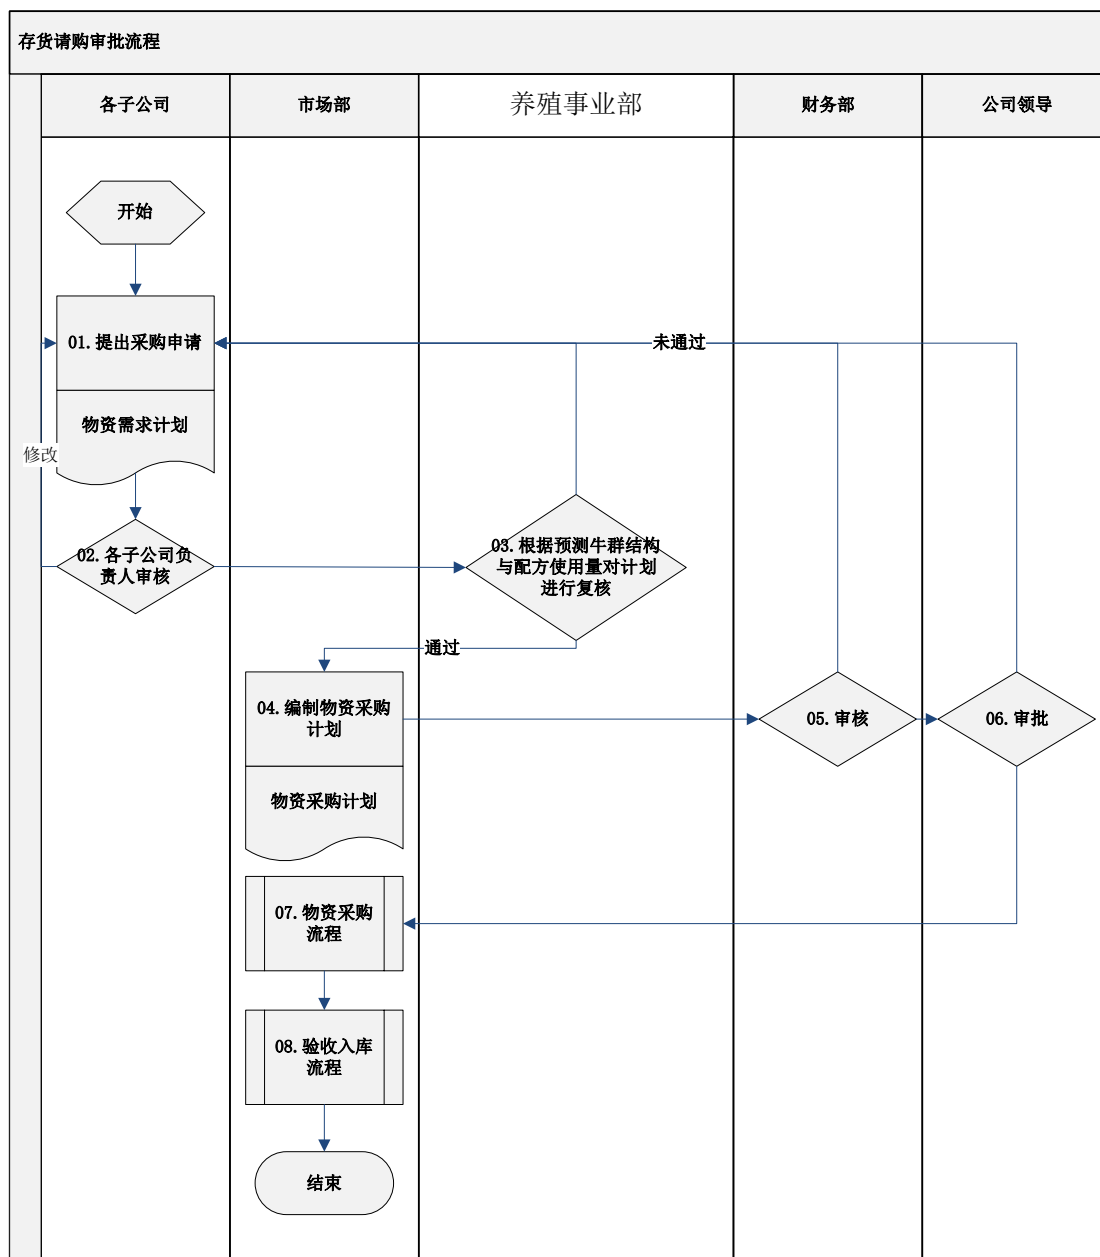 存货请购审批流程
各子公司
市场部
养殖事业部
财务部
公司领导
开始
01.提出采购申请
未通过
物资需求计划
修改
02.各子公司负
责人审核
03.根据预测牛群结构
与配方使用量对计划
进行复核
通过
04.编制物资采购
计划
05.审核
06.审批
物资采购计划
07.物资采购
流程
08.验收入库
流程
结束